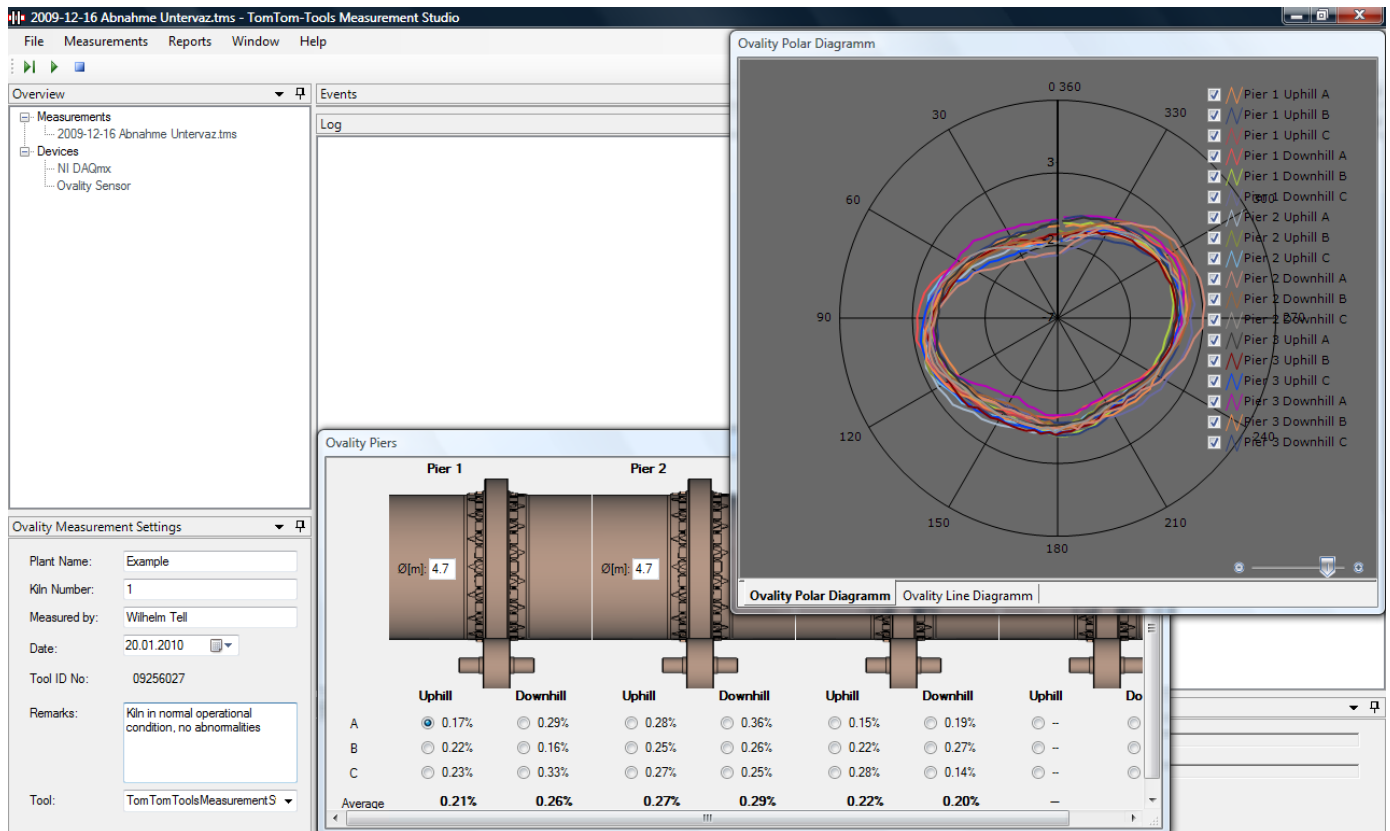 2009-12-16 Abnahme Untervaz.tms - TomTom-Tools Measurement Studio
File Measurements Reports Window Help
Overview
Measurements
2009-12-16 Abnahme Untervaz.tms
Devices
NI DAQmx
Ovality Sensor
Events
Log
Ovality Polar Diagramm
0 360
30
330
3
60
300
2
90
-7
270
120
240
150
210
180
Pier 1 Uphill A
Pier 1 Uphill B
Pier 1 Uphill C
Pier 1 Downhill A
Pier 1 Downhill B
Pier 1 Downhill C
Pier 2 Uphill A
Pier 2 Uphill B
Pier 2 Uphill C
Pier 2 Downhill A
Pier 2 Downhill B
Pier 2 Downhill C
Pier 3 Uphill A
Pier 3 Uphill B
Pier 3 Uphill C
Pier 3 Downhill A
Pier 3 Downhill B
Pier 3 Downhill C
Ovality Polar Diagramm Ovality Line Diagramm
Ovality Measurement Settings
Plant Name: Example
Kiln Number: 1
Measured by: Wilhelm Tell
Date: 20.01.2010
Tool ID No: 09256027
Remarks: Kiln in normal operational
condition, no abnormalities
Tool: TomTomToolsMeasurementS
Ovality Piers
Pier 1 Pier 2
Ø[m]: 4.7 Ø[m]: 4.7
Uphill Downhill Uphill Downhill Uphill Downhill Uphill Do
A 0.17% 0.29% 0.28% 0.36% 0.15% 0.19% --
B 0.22% 0.16% 0.25% 0.26% 0.22% 0.27% --
C 0.23% 0.33% 0.27% 0.25% 0.28% 0.14% --
Average 0.21% 0.26% 0.27% 0.29% 0.22% 0.20% --